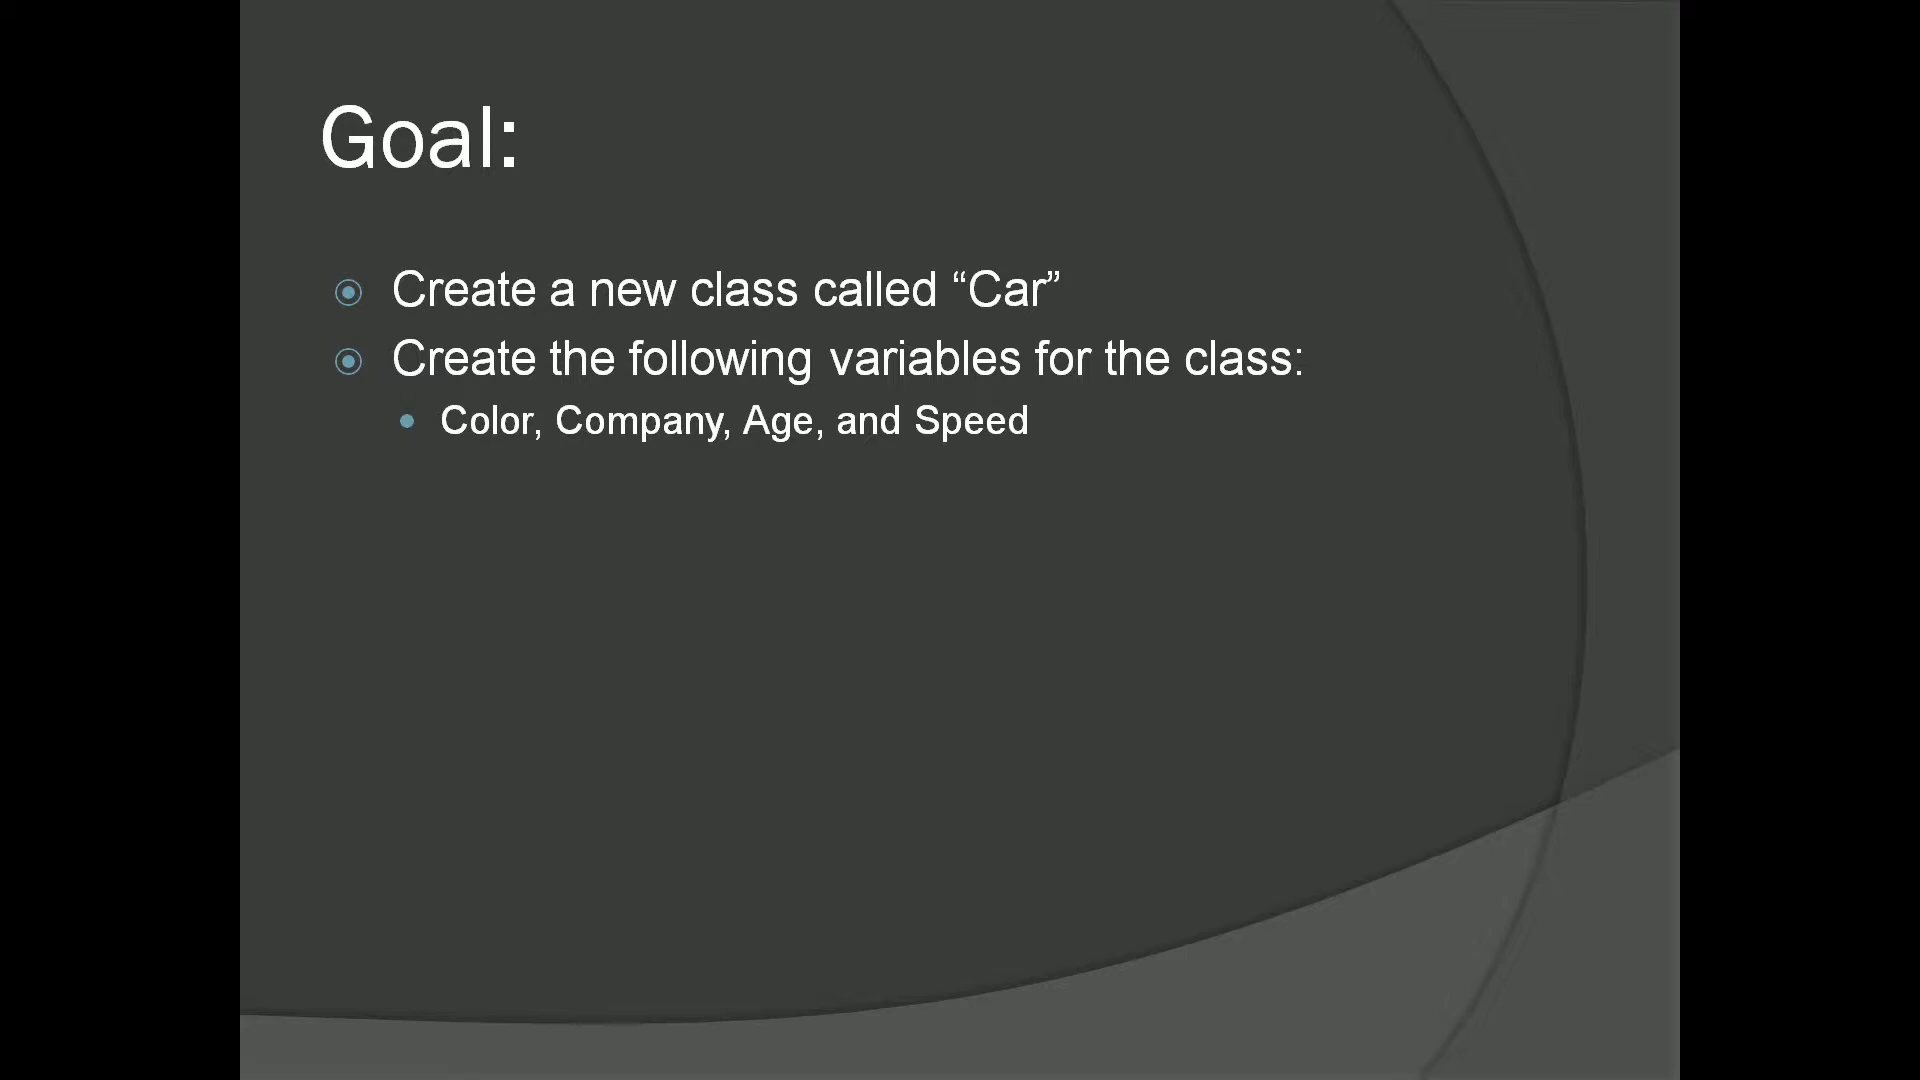 Goal:
Create a new class called “Car”
Create the following variables for the class:
Color, Company, Age, and Speed